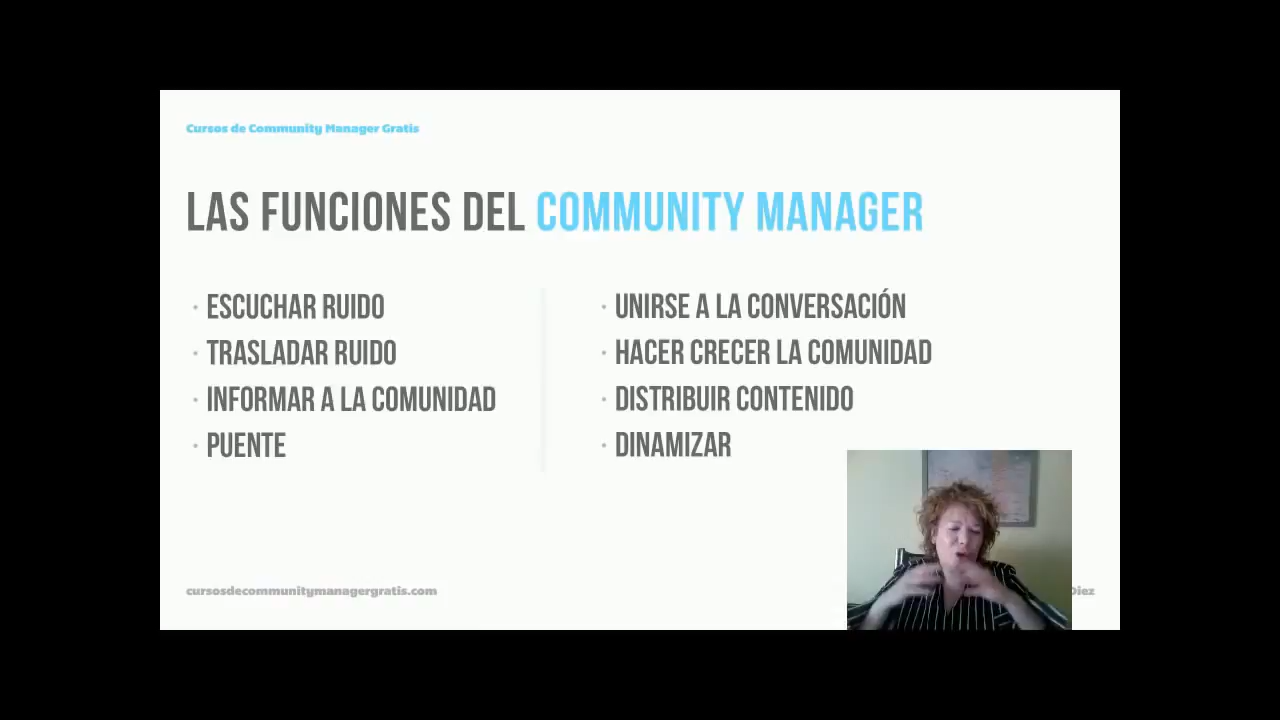 Cursos de Community Manager Gratis
LAS FUNCIONES DEL COMMUNITY MANAGER
· ESCUCHAR RUIDO
· TRASLADAR RUIDO
· INFORMAR A LA COMUNIDAD
· PUENTE
· UNIRSE A LA CONVERSACIÓN
· HACER CRECER LA COMUNIDAD
· DISTRIBUIR CONTENIDO
· DINAMIZAR
cursosdecommunitymanagergratis.com
Diez